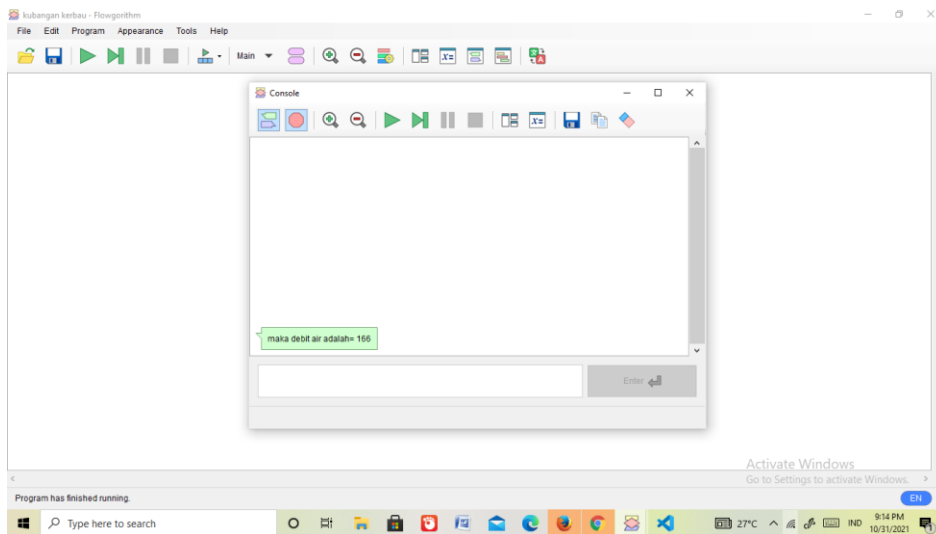 kubangan kerbau - Flowgorithm
File Edit Program Appearance Tools Help
Main
Console
maka debit air adalah= 166
Enter
Activate Windows
Go to Settings to activate Windows.
Program has finished running.
EN
Type here to search
27°C
IND
9:14 PM
10/31/2021